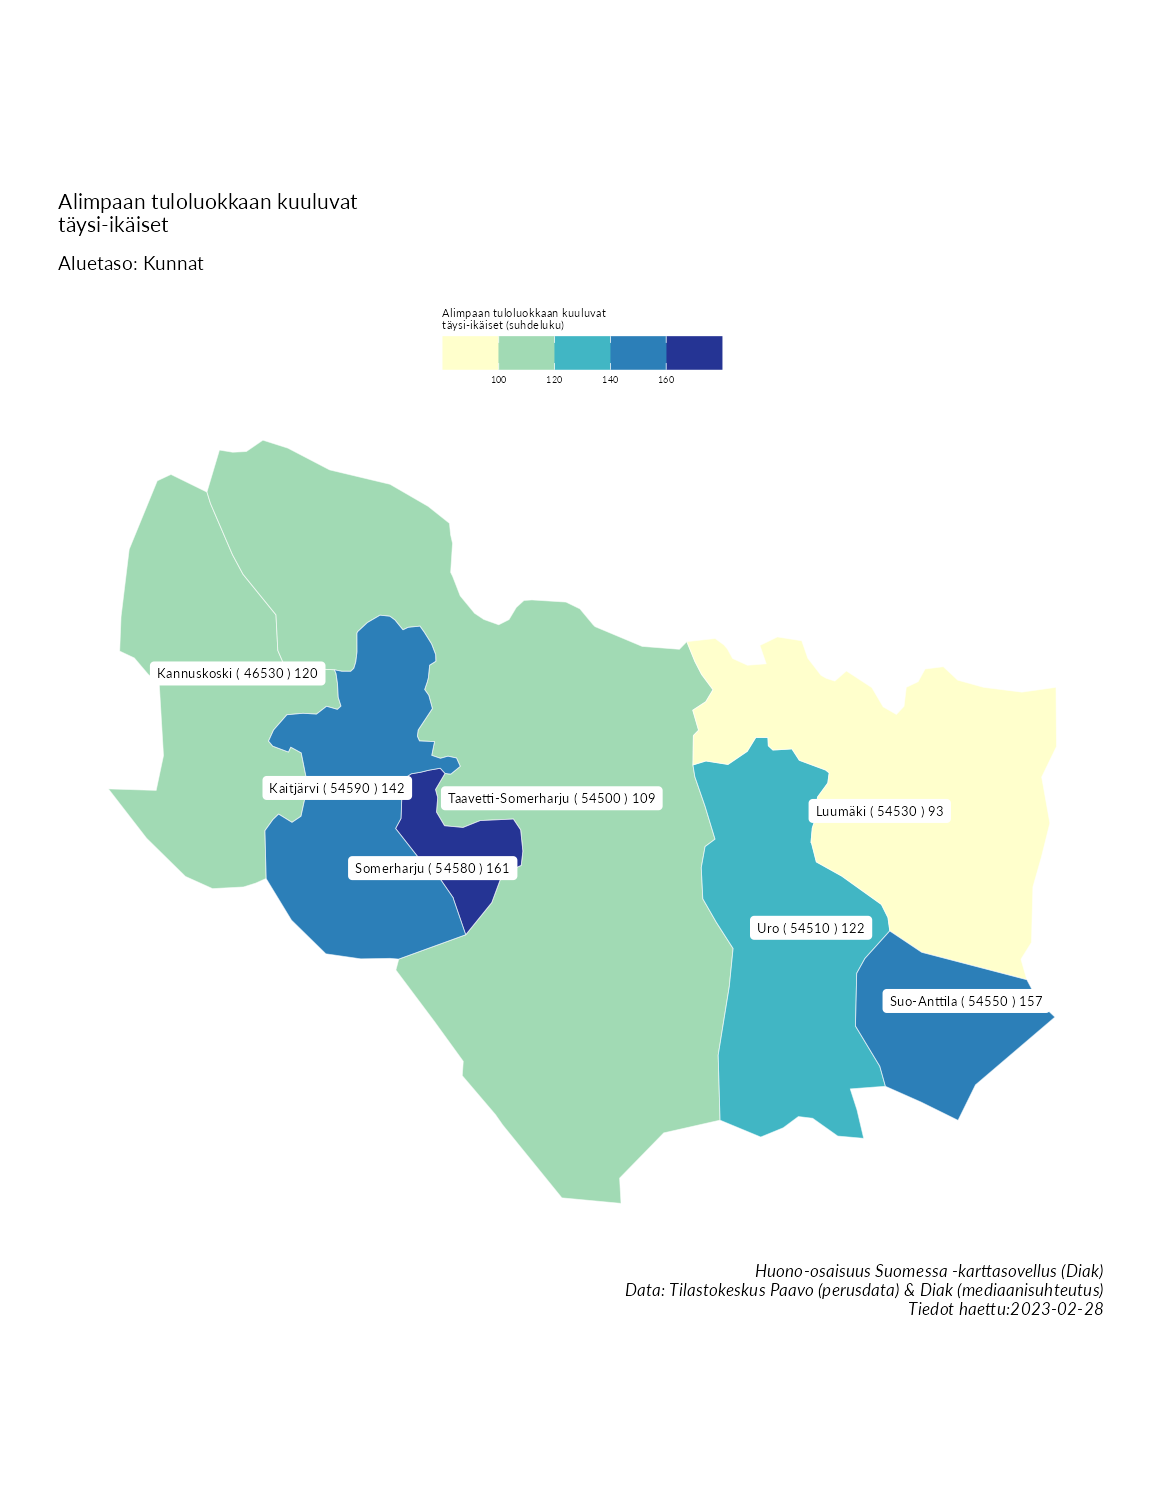 Alimpaan tuloluokkaan kuuluvat
täysi-ikäiset
Aluetaso: Kunnat
Alimpaan tuloluokkaan kuuluvat
täysi-ikäiset (suhdeluku)
100 120 140 160
Kannuskoski ( 46530 ) 120
Kaitjärvi ( 54590 ) 142
Taavetti-Somerharju ( 54500 ) 109
Luumäki ( 54530 ) 93
Somerharju ( 54580 ) 161
Uro ( 54510 ) 122
Suo-Anttila ( 54550 ) 157
Huono-osaisuus Suomessa -karttasovellus (Diak)
Data: Tilastokeskus Paavo (perusdata) & Diak (mediaanisuhteutus)
Tiedot haettu:2023-02-28